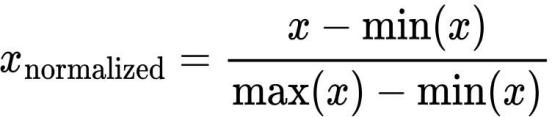 x_normalized = (x − min(x)) / (max(x) − min(x))